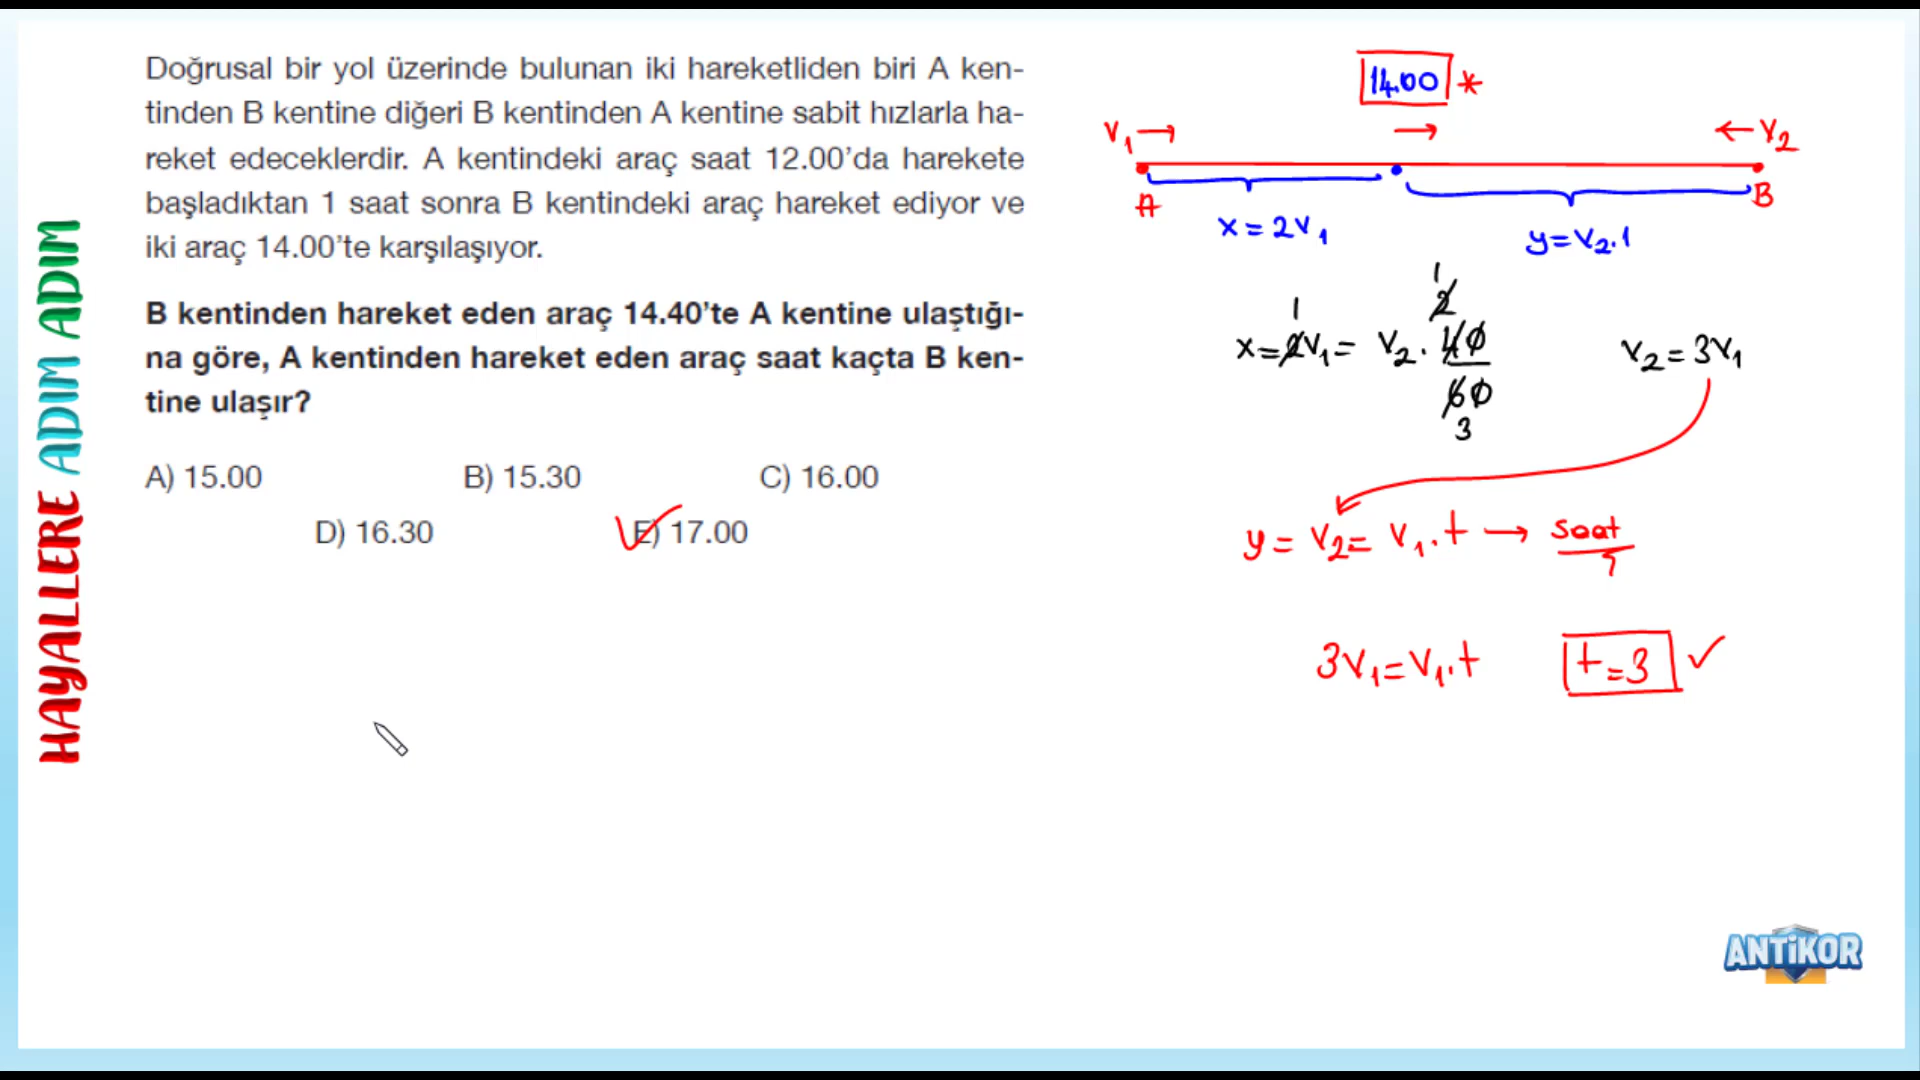 HAYALLERE ADIM ADIM
Doğrusal bir yol üzerinde bulunan iki hareketliden biri A ken-
tinden B kentine diğeri B kentinden A kentine sabit hızlarla ha-
reket edeceklerdir. A kentindeki araç saat 12.00'da harekete
başladıktan 1 saat sonra B kentindeki araç hareket ediyor ve
iki araç 14.00'te karşılaşıyor.
B kentinden hareket eden araç 14.40'te A kentine ulaştığı-
na göre, A kentinden hareket eden araç saat kaçta B ken-
tine ulaşır?
A) 15.00 B) 15.30 C) 16.00
D) 16.30 E) 17.00
14.00 *
V₁ → → ← V₂
A B
x = 2V₁ y = V₂.1
1 1 2
x = 2V₁ = V₂ . 40/60 V₂ = 3V₁
3
y = V₂ = V₁ . t → saat
3V₁ = V₁ . t t = 3 ✓
ANTİKOR